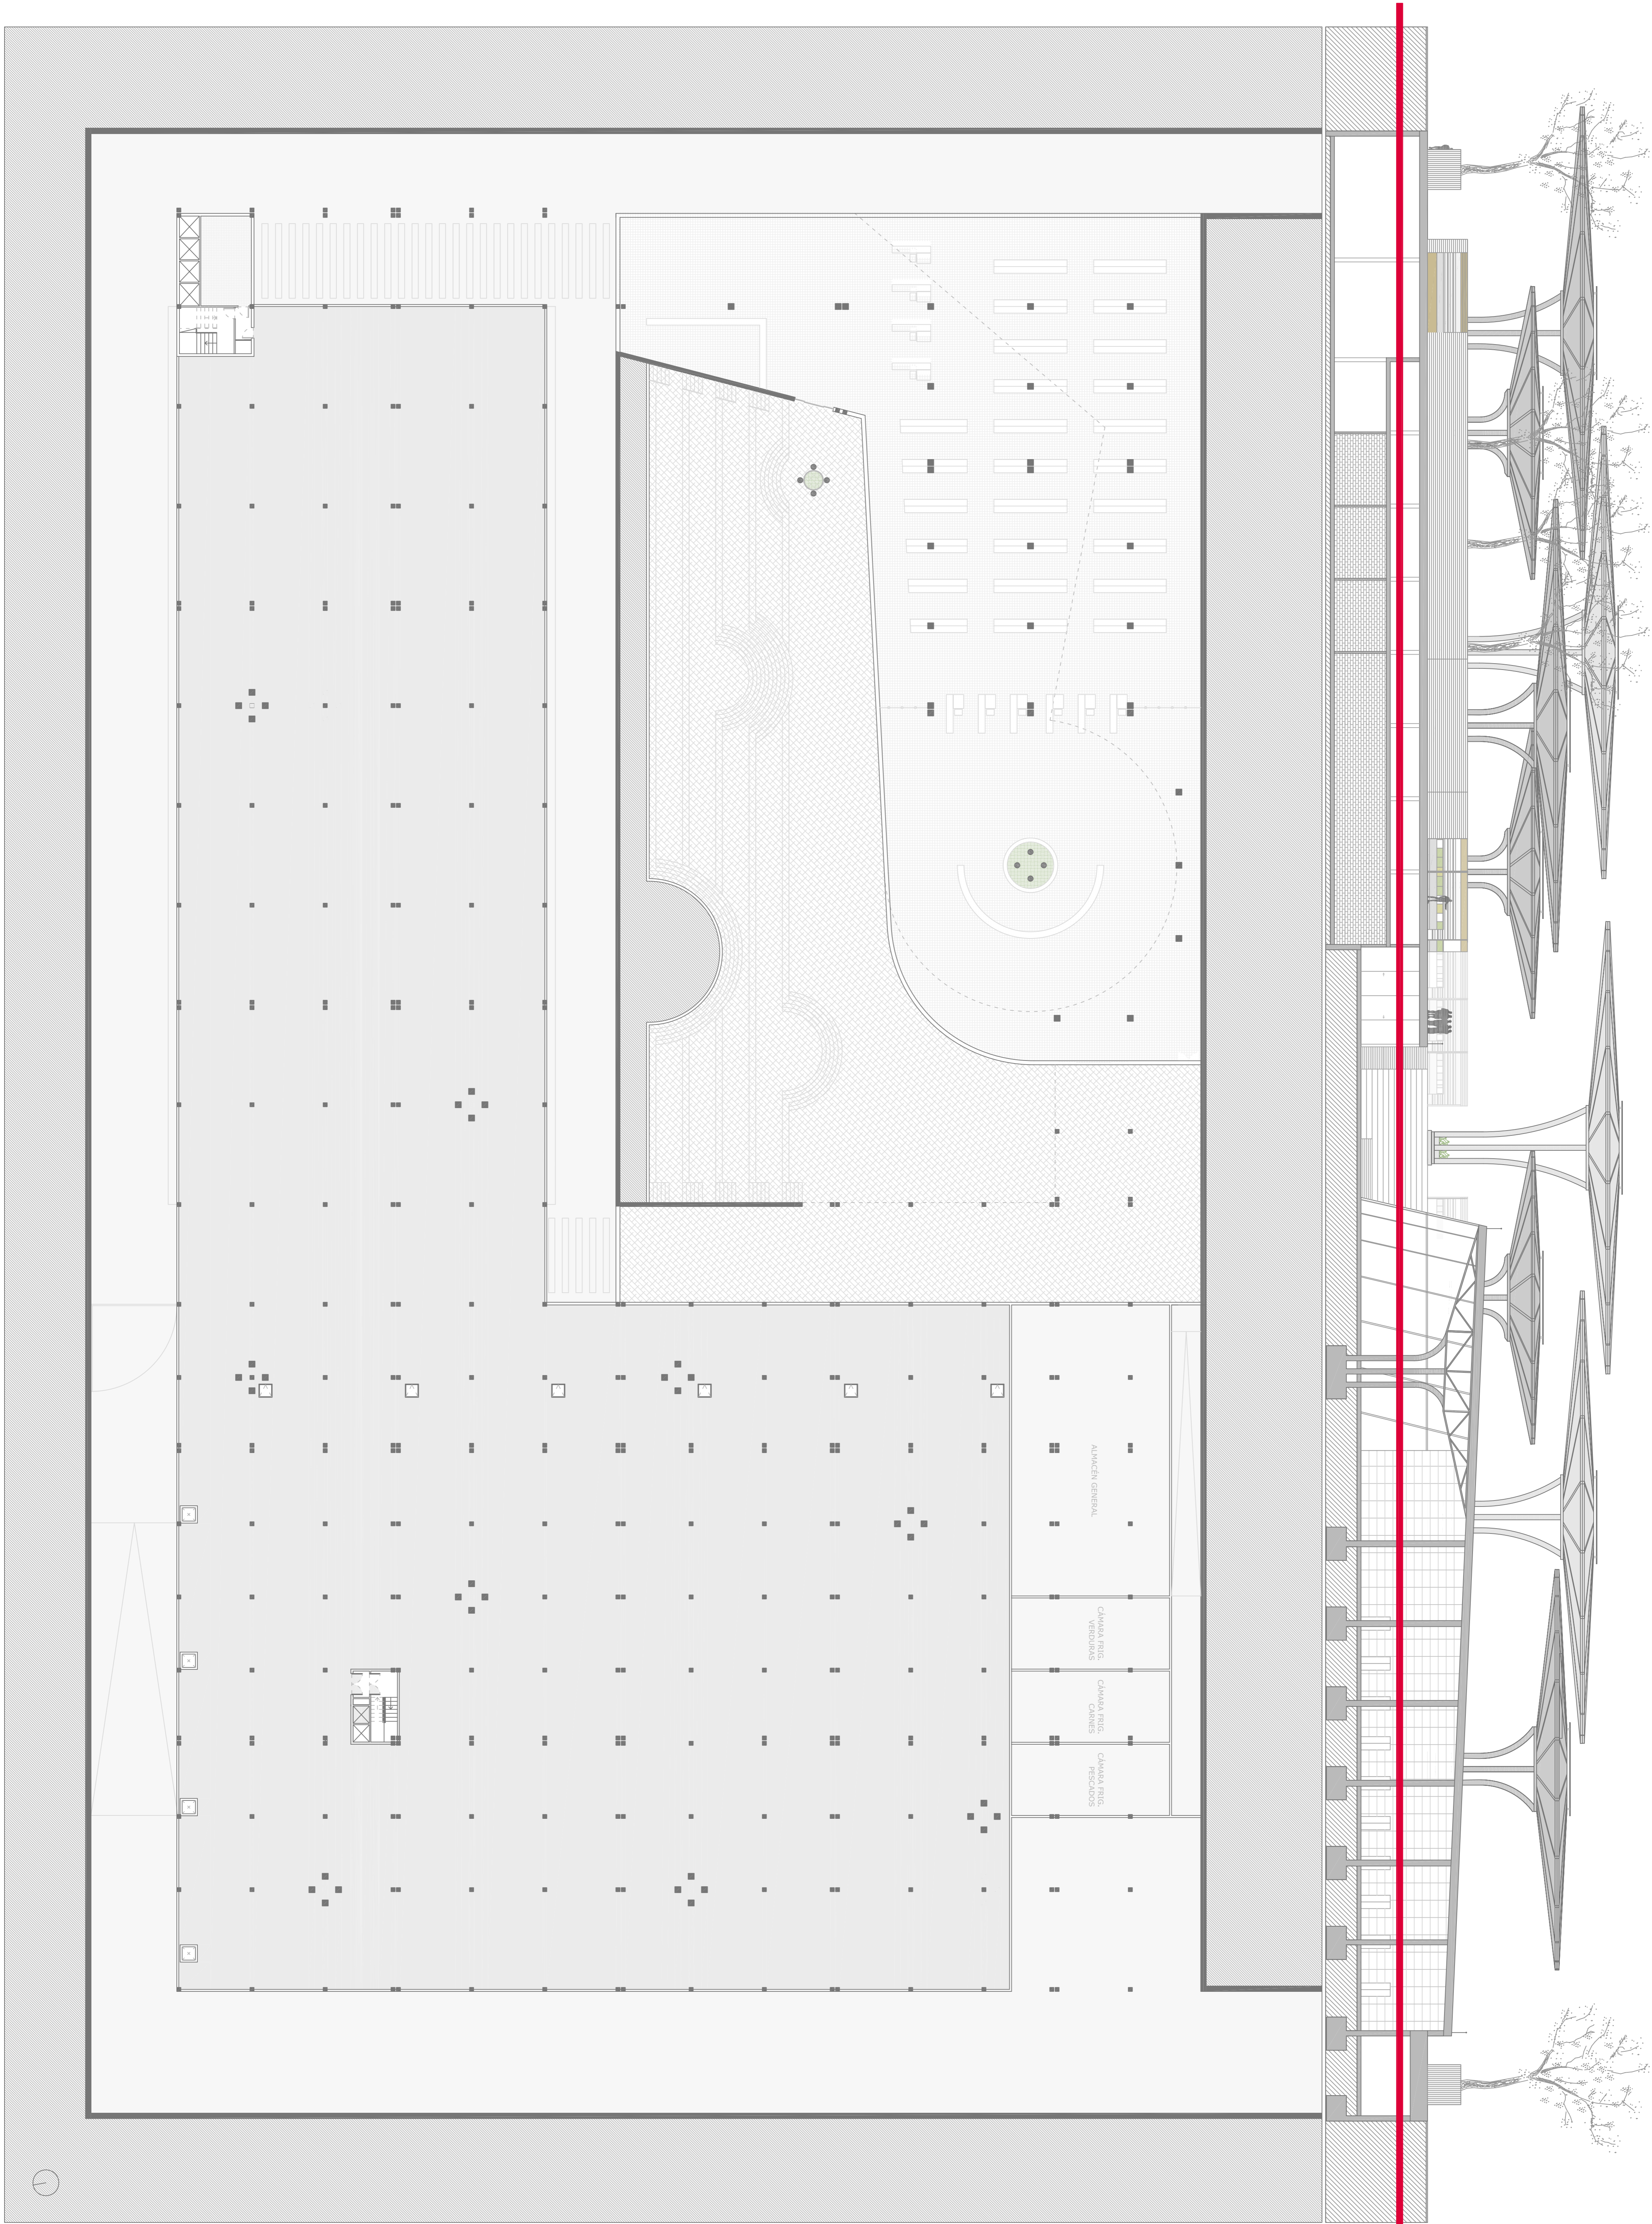 ALMACÉN GENERAL
CÁMARA FRIG.
VERDURAS
CÁMARA FRIG.
CARNES
CÁMARA FRIG.
PESCADOS